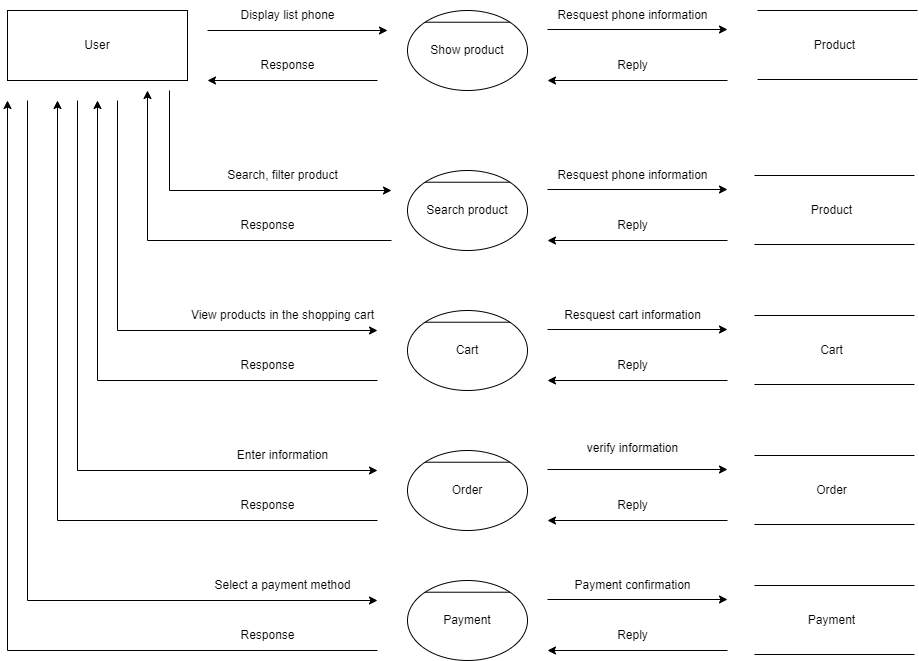 Display list phone
Resquest phone information
User
Show product
Product
Response
Reply
Search, filter product
Resquest phone information
Search product
Product
Response
Reply
View products in the shopping cart
Resquest cart information
Cart
Cart
Response
Reply
Enter information
verify information
Order
Order
Response
Reply
Select a payment method
Payment confirmation
Payment
Payment
Response
Reply